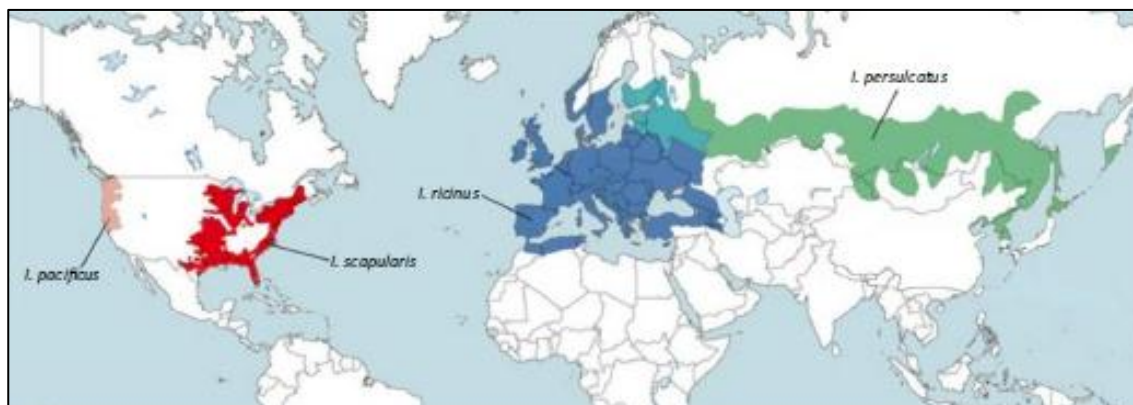 I. persulcatus
I. ricinus
I. pacificus
I. scapularis